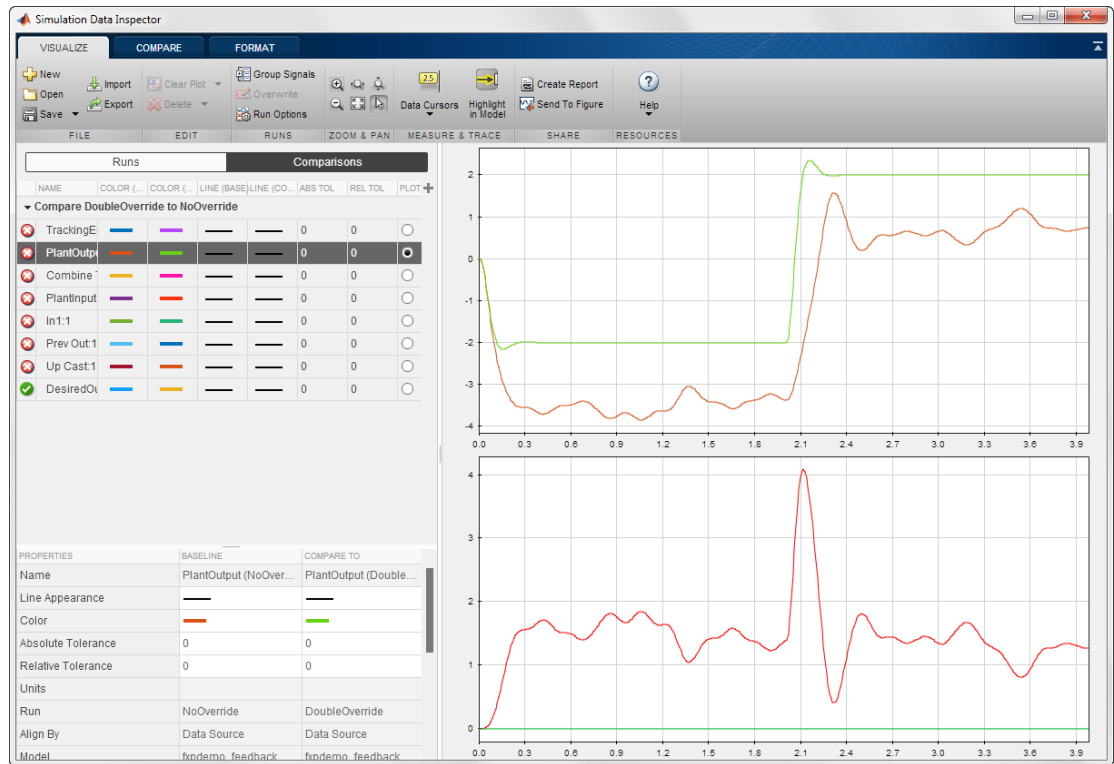 Simulation Data Inspector
VISUALIZE COMPARE FORMAT
New Import Clear Plot Group Signals 2.5 Create Report ?
Open Export Delete Overwrite Data Cursors Highlight in Model Send To Figure Help
Save Run Options
FILE EDIT RUNS ZOOM & PAN MEASURE & TRACE SHARE RESOURCES
Runs Comparisons
NAME COLOR (... COLOR (... LINE (BASE) LINE (CO... ABS TOL REL TOL PLOT
Compare DoubleOverride to NoOverride
TrackingE 0 0
PlantOutp 0 0
Combine 0 0
PlantInput 0 0
In1:1 0 0
Prev Out:1 0 0
Up Cast:1 0 0
DesiredOu 0 0
PROPERTIES BASELINE COMPARE TO
Name PlantOutput (NoOver... PlantOutput (Double...
Line Appearance
Color
Absolute Tolerance 0 0
Relative Tolerance 0 0
Units
Run NoOverride DoubleOverride
Align By Data Source Data Source
Model fxpdemo_feedback fxpdemo_feedback
2
1
0
-1
-2
-3
-4
0.0 0.3 0.6 0.9 1.2 1.5 1.8 2.1 2.4 2.7 3.0 3.3 3.6 3.9
4
3
2
1
0
0.0 0.3 0.6 0.9 1.2 1.5 1.8 2.1 2.4 2.7 3.0 3.3 3.6 3.9